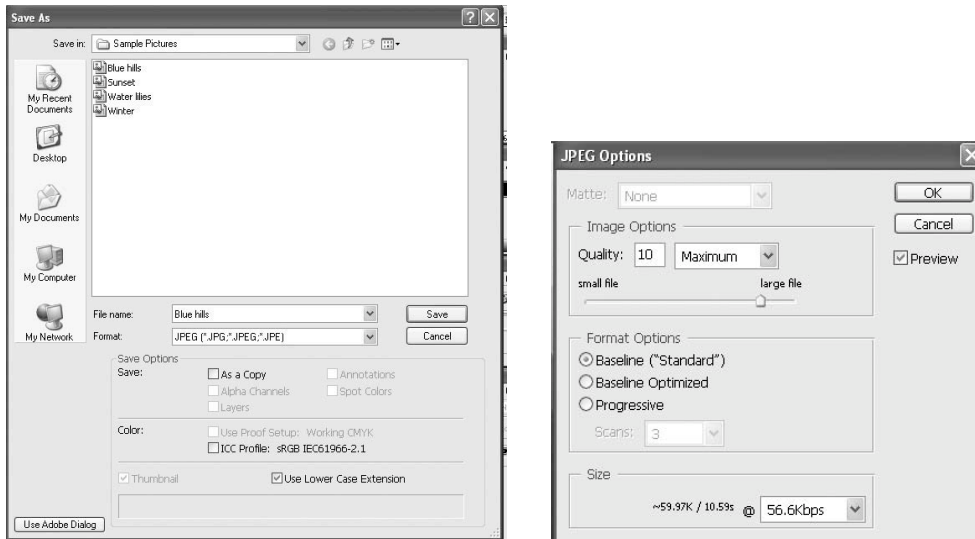 Save As
Save in:
Sample Pictures
My Recent
Documents
Desktop
My Documents
My Computer
My Network
Blue hills
Sunset
Water lilies
Winter
File name:
Blue hills
Save
Format:
JPEG (*.JPG;*.JPEG;*.JPE)
Cancel
Save Options
Save:
As a Copy
Annotations
Alpha Channels
Spot Colors
Layers
Color:
Use Proof Setup: Working CMYK
ICC Profile: sRGB IEC61966-2.1
Thumbnail
Use Lower Case Extension
Use Adobe Dialog
JPEG Options
Matte:
None
OK
Cancel
Preview
Image Options
Quality:
10
Maximum
small file
large file
Format Options
Baseline ("Standard")
Baseline Optimized
Progressive
Scans:
3
Size
~59.97K / 10.59s @
56.6Kbps